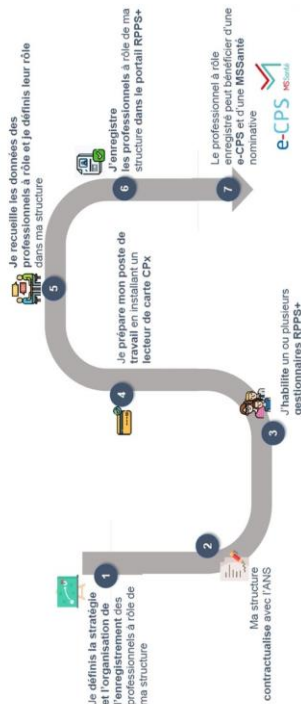 1
Je définis la stratégie
et l'organisation de
l'enregistrement des
professionnels à rôle de
ma structure
2
Ma structure
contractualise avec l'ANS
3
J'habilite un ou plusieurs
gestionnaires RPPS+
4
Je prépare mon poste de
travail en installant un
lecteur de carte CPx
5
Je recueille les données des
professionnels à rôle et je définis leur rôle
dans ma structure
6
J'enregistre
les professionnels à rôle de ma
structure dans le portail RPPS+
7
Le professionnel à rôle
enregistré peut bénéficier d'une
e-CPS et d'une MSSanté
nominative
e-CPS
MSSanté